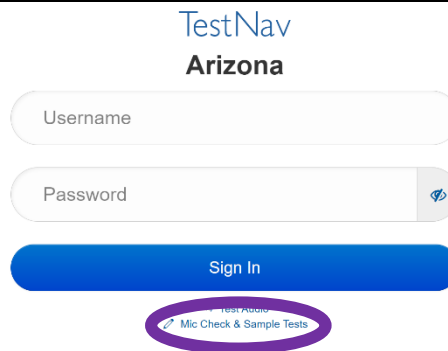 TestNav
Arizona
Username
Password
Sign In
Test Audio
Mic Check & Sample Tests